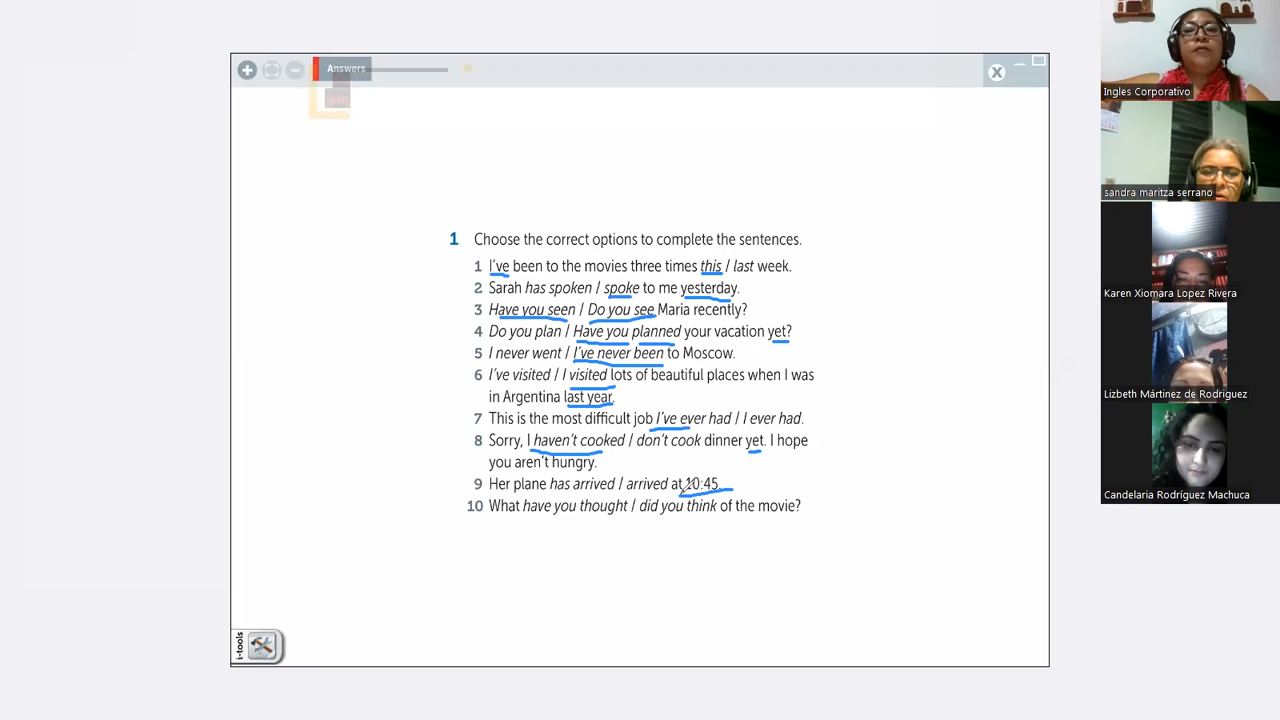 Answers
Ingles Corporativo
sandra maritza serrano
1 Choose the correct options to complete the sentences.
1 I've been to the movies three times this / last week.
2 Sarah has spoken / spoke to me yesterday.
3 Have you seen / Do you see Maria recently?
4 Do you plan / Have you planned your vacation yet?
5 I never went / I've never been to Moscow.
6 I've visited / I visited lots of beautiful places when I was
in Argentina last year.
7 This is the most difficult job I've ever had / I ever had.
8 Sorry, I haven't cooked / don't cook dinner yet. I hope
you aren't hungry.
9 Her plane has arrived / arrived at 10:45.
10 What have you thought / did you think of the movie?
Karen Xiomara Lopez Rivera
Lizbeth Mártinez de Rodriguez
Candelaria Rodríguez Machuca
i-tools